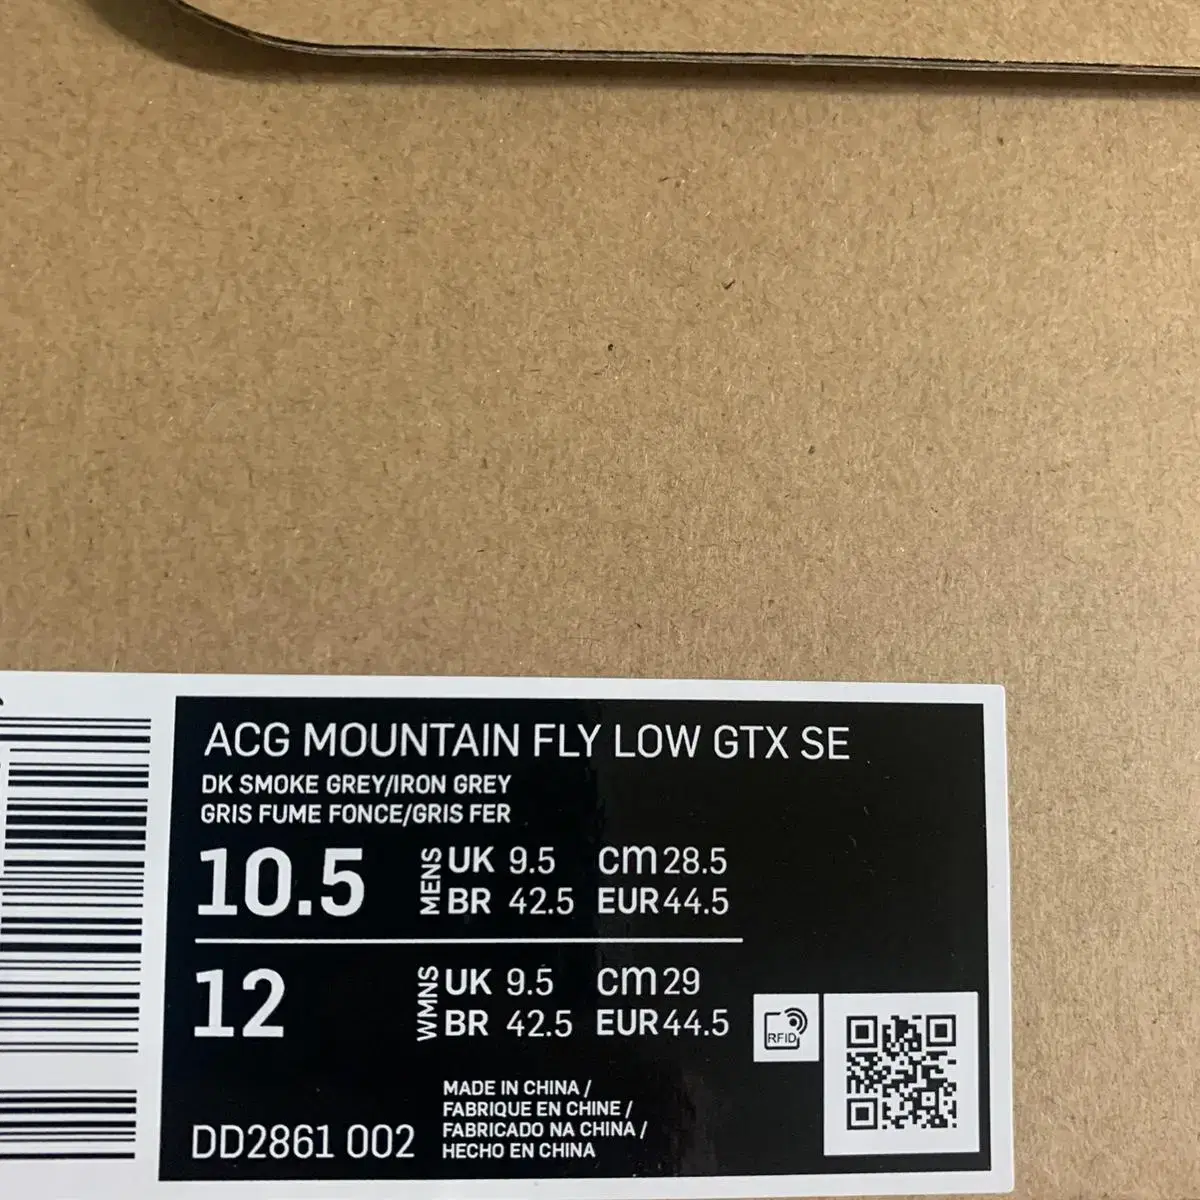 ACG MOUNTAIN FLY LOW GTX SE
DK SMOKE GREY/IRON GREY
GRIS FUME FONCE/GRIS FER
10.5 MENS UK 9.5 cm 28.5
BR 42.5 EUR 44.5
12 WMNS UK 9.5 cm 29
BR 42.5 EUR 44.5
RFID
DD2861 002
MADE IN CHINA /
FABRIQUE EN CHINE /
FABRICADO NA CHINA /
HECHO EN CHINA